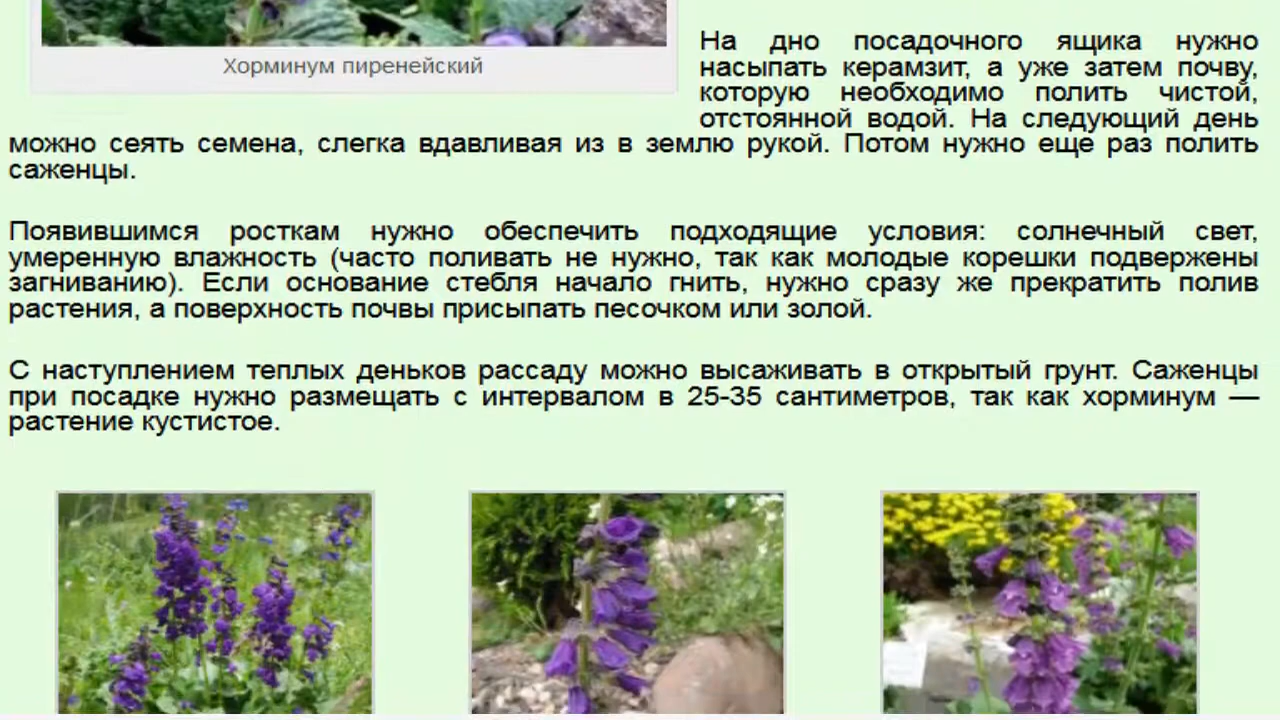 Хорминум пиренейский
На дно посадочного ящика нужно
насыпать керамзит, а уже затем почву,
которую необходимо полить чистой,
отстоянной водой. На следующий день
можно сеять семена, слегка вдавливая из в землю рукой. Потом нужно еще раз полить
саженцы.
Появившимся росткам нужно обеспечить подходящие условия: солнечный свет,
умеренную влажность (часто поливать не нужно, так как молодые корешки подвержены
загниванию). Если основание стебля начало гнить, нужно сразу же прекратить полив
растения, а поверхность почвы присыпать песочком или золой.
С наступлением теплых деньков рассаду можно высаживать в открытый грунт. Саженцы
при посадке нужно размещать с интервалом в 25-35 сантиметров, так как хорминум —
растение кустистое.